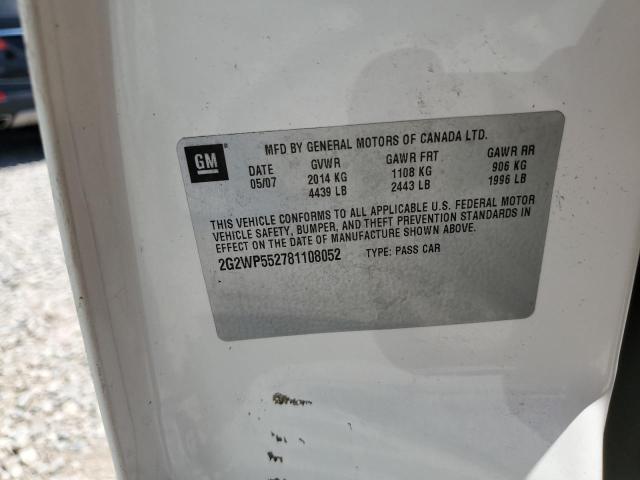 GM
MFD BY GENERAL MOTORS OF CANADA LTD.
DATE GVWR GAWR FRT GAWR RR
05/07 2014 KG 1108 KG 906 KG
4439 LB 2443 LB 1996 LB
THIS VEHICLE CONFORMS TO ALL APPLICABLE U.S. FEDERAL MOTOR
VEHICLE SAFETY, BUMPER, AND THEFT PREVENTION STANDARDS IN
EFFECT ON THE DATE OF MANUFACTURE SHOWN ABOVE.
2G2WP552781108052 TYPE: PASS CAR